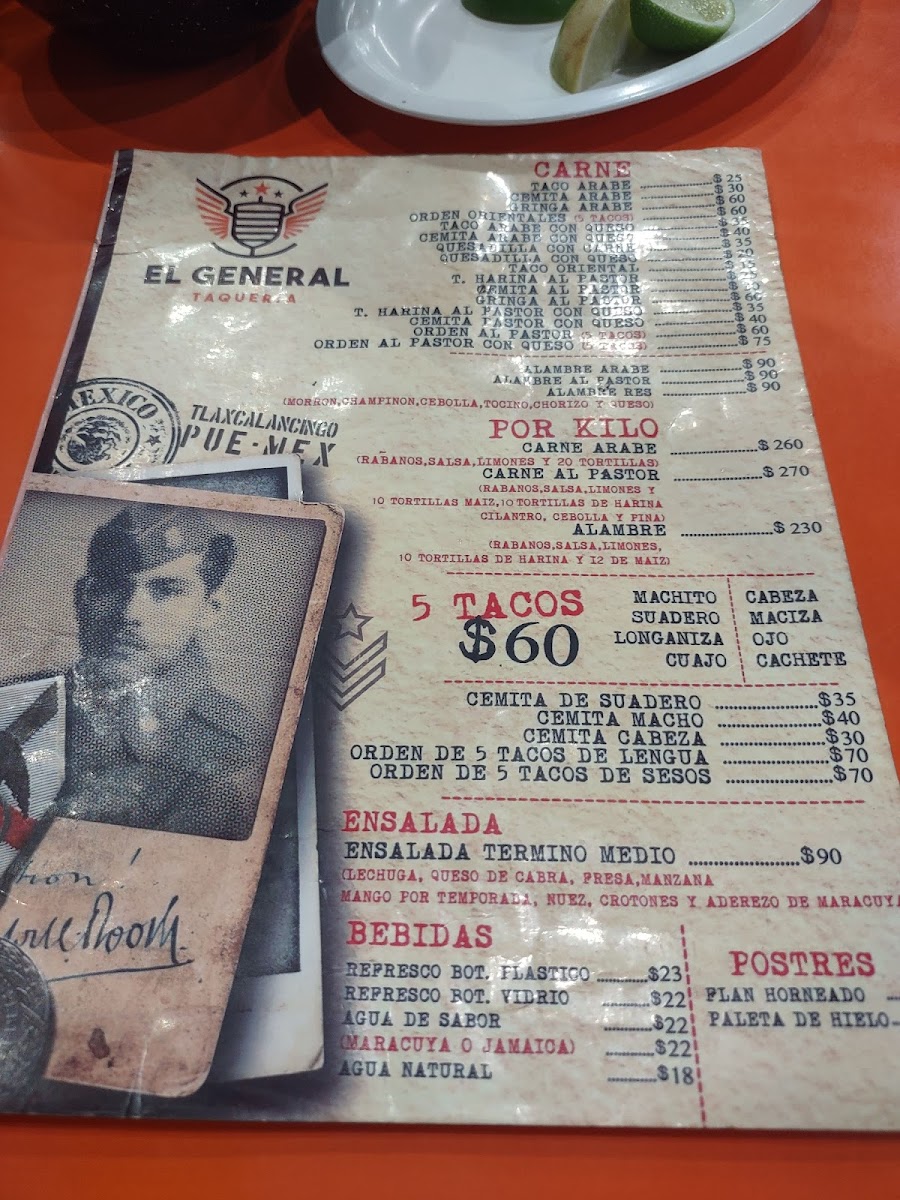 EL GENERAL
TAQUERIA
MEXICO
TLAXCALANCINGO
PUE-MEX
CARNE
TACO ARABE $ 25
CEMITA ARABE $ 30
GRINGA ARABE $ 60
ORDEN ORIENTALES (5 TACOS) $ 60
TACO ARABE CON QUESO $ 35
CEMITA ARABE CON QUESO $ 40
QUESADILLA CON CARNE $ 35
QUESADILLA CON QUESO $ 20
TACO ORIENTAL $ 15
T. HARINA AL PASTOR
CEMITA AL PASTOR
GRINGA AL PASTOR $ 60
T. HARINA AL PASTOR CON QUESO $ 35
CEMITA PASTOR CON QUESO $ 40
ORDEN AL PASTOR (5 TACOS) $ 60
ORDEN AL PASTOR CON QUESO (5 TACOS) $ 75
ALAMBRE ARABE $ 90
ALAMBRE AL PASTOR $ 90
ALAMBRE RES $ 90
(MORRON,CHAMPINON,CEBOLLA,TOCINO,CHORIZO Y QUESO)
POR KILO
CARNE ARABE $ 260
(RABANOS,SALSA,LIMONES Y 20 TORTILLAS)
CARNE AL PASTOR $ 270
(RABANOS,SALSA,LIMONES Y
10 TORTILLAS MAIZ,10 TORTILLAS DE HARINA
CILANTRO, CEBOLLA Y PINA)
ALAMBRE $ 230
(RABANOS,SALSA,LIMONES,
10 TORTILLAS DE HARINA Y 12 DE MAIZ)
5 TACOS
$60
MACHITO CABEZA
SUADERO MACIZA
LONGANIZA OJO
CUAJO CACHETE
CEMITA DE SUADERO $35
CEMITA MACHO $40
CEMITA CABEZA $30
ORDEN DE 5 TACOS DE LENGUA $70
ORDEN DE 5 TACOS DE SESOS $70
ENSALADA
ENSALADA TERMINO MEDIO $90
(LECHUGA, QUESO DE CABRA, FRESA,MANZANA
MANGO POR TEMPORADA, NUEZ, CROTONES Y ADEREZO DE MARACUYA
BEBIDAS
REFRESCO BOT. PLASTICO $23
REFRESCO BOT. VIDRIO $22
AGUA DE SABOR $22
(MARACUYA O JAMAICA) $22
AGUA NATURAL $18
POSTRES
FLAN HORNEADO
PALETA DE HIELO